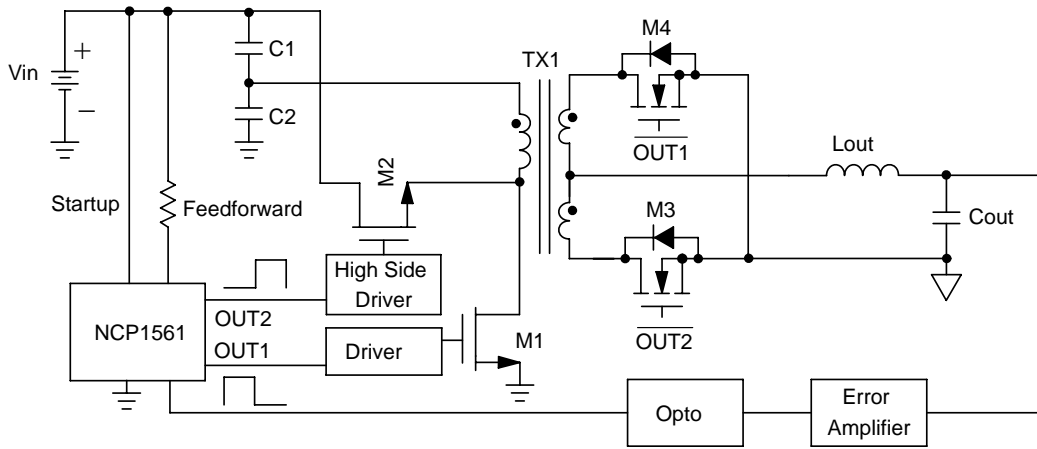 M4
C1
TX1
+
Vin
−
C2
OUT1
Lout
M2
M3
Startup
Feedforward
Cout
High Side
Driver
OUT2
NCP1561
OUT2
OUT1
Driver
M1
Opto
Error
Amplifier